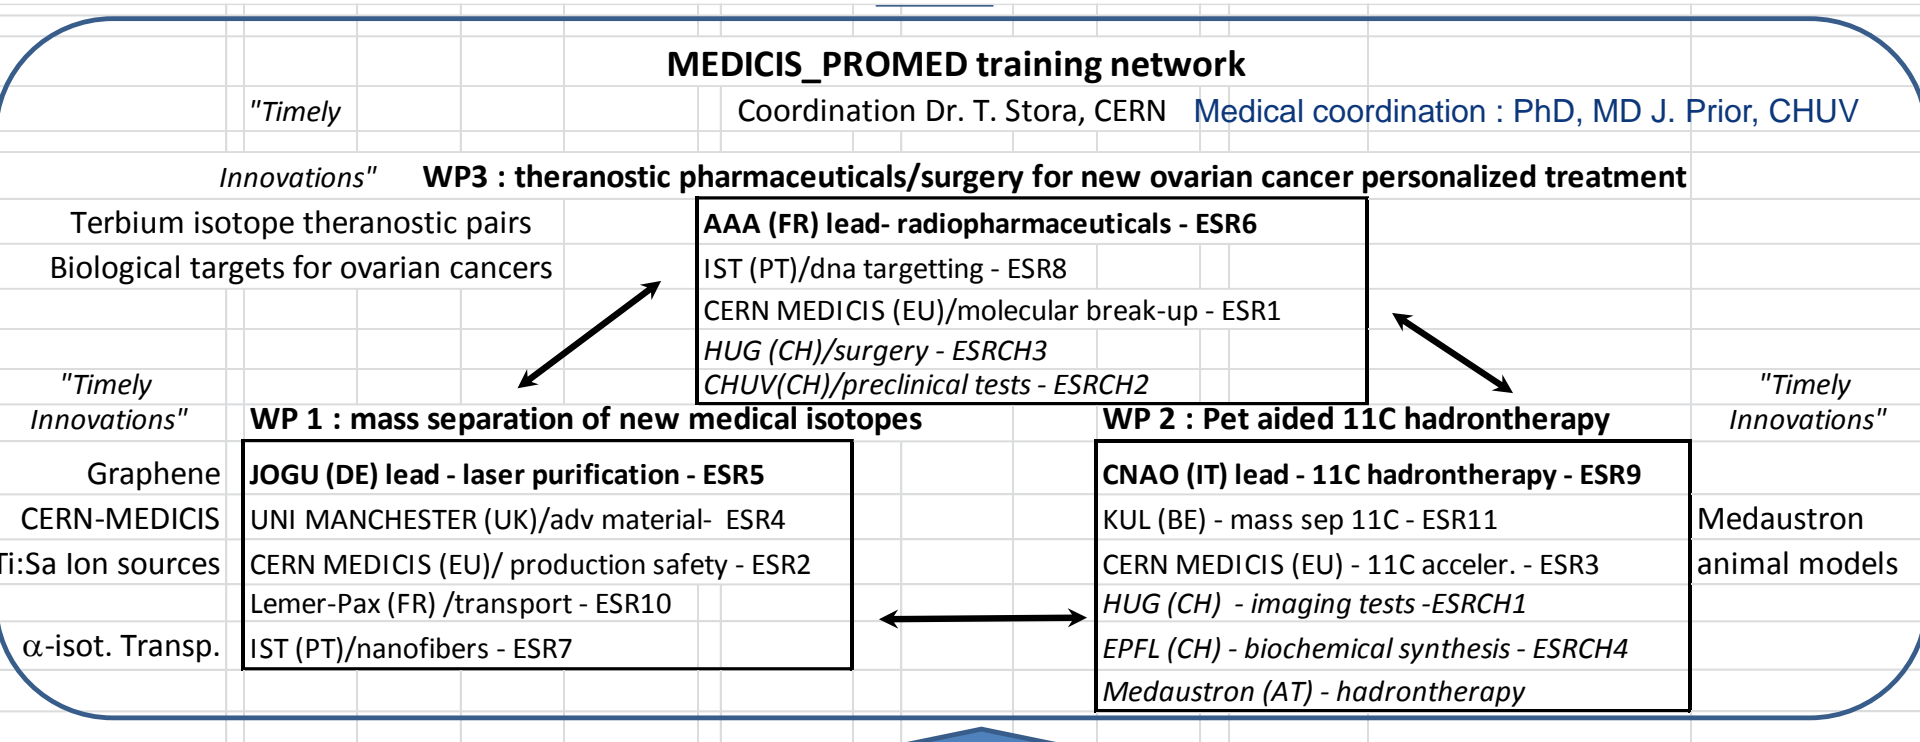 MEDICIS_PROMED training network
"Timely
Coordination Dr. T. Stora, CERN
Medical coordination : PhD, MD J. Prior, CHUV
Innovations"
WP3 : theranostic pharmaceuticals/surgery for new ovarian cancer personalized treatment
Terbium isotope theranostic pairs
Biological targets for ovarian cancers
AAA (FR) lead- radiopharmaceuticals - ESR6
IST (PT)/dna targetting - ESR8
CERN MEDICIS (EU)/molecular break-up - ESR1
HUG (CH)/surgery - ESRCH3
CHUV(CH)/preclinical tests - ESRCH2
"Timely
Innovations"
WP 1 : mass separation of new medical isotopes
Graphene
CERN-MEDICIS
Ti:Sa Ion sources
α-isot. Transp.
JOGU (DE) lead - laser purification - ESR5
UNI MANCHESTER (UK)/adv material- ESR4
CERN MEDICIS (EU)/ production safety - ESR2
Lemer-Pax (FR) /transport - ESR10
IST (PT)/nanofibers - ESR7
WP 2 : Pet aided 11C hadrontherapy
CNAO (IT) lead - 11C hadrontherapy - ESR9
KUL (BE) - mass sep 11C - ESR11
CERN MEDICIS (EU) - 11C acceler. - ESR3
HUG (CH) - imaging tests -ESRCH1
EPFL (CH) - biochemical synthesis - ESRCH4
Medaustron (AT) - hadrontherapy
"Timely
Innovations"
Medaustron
animal models